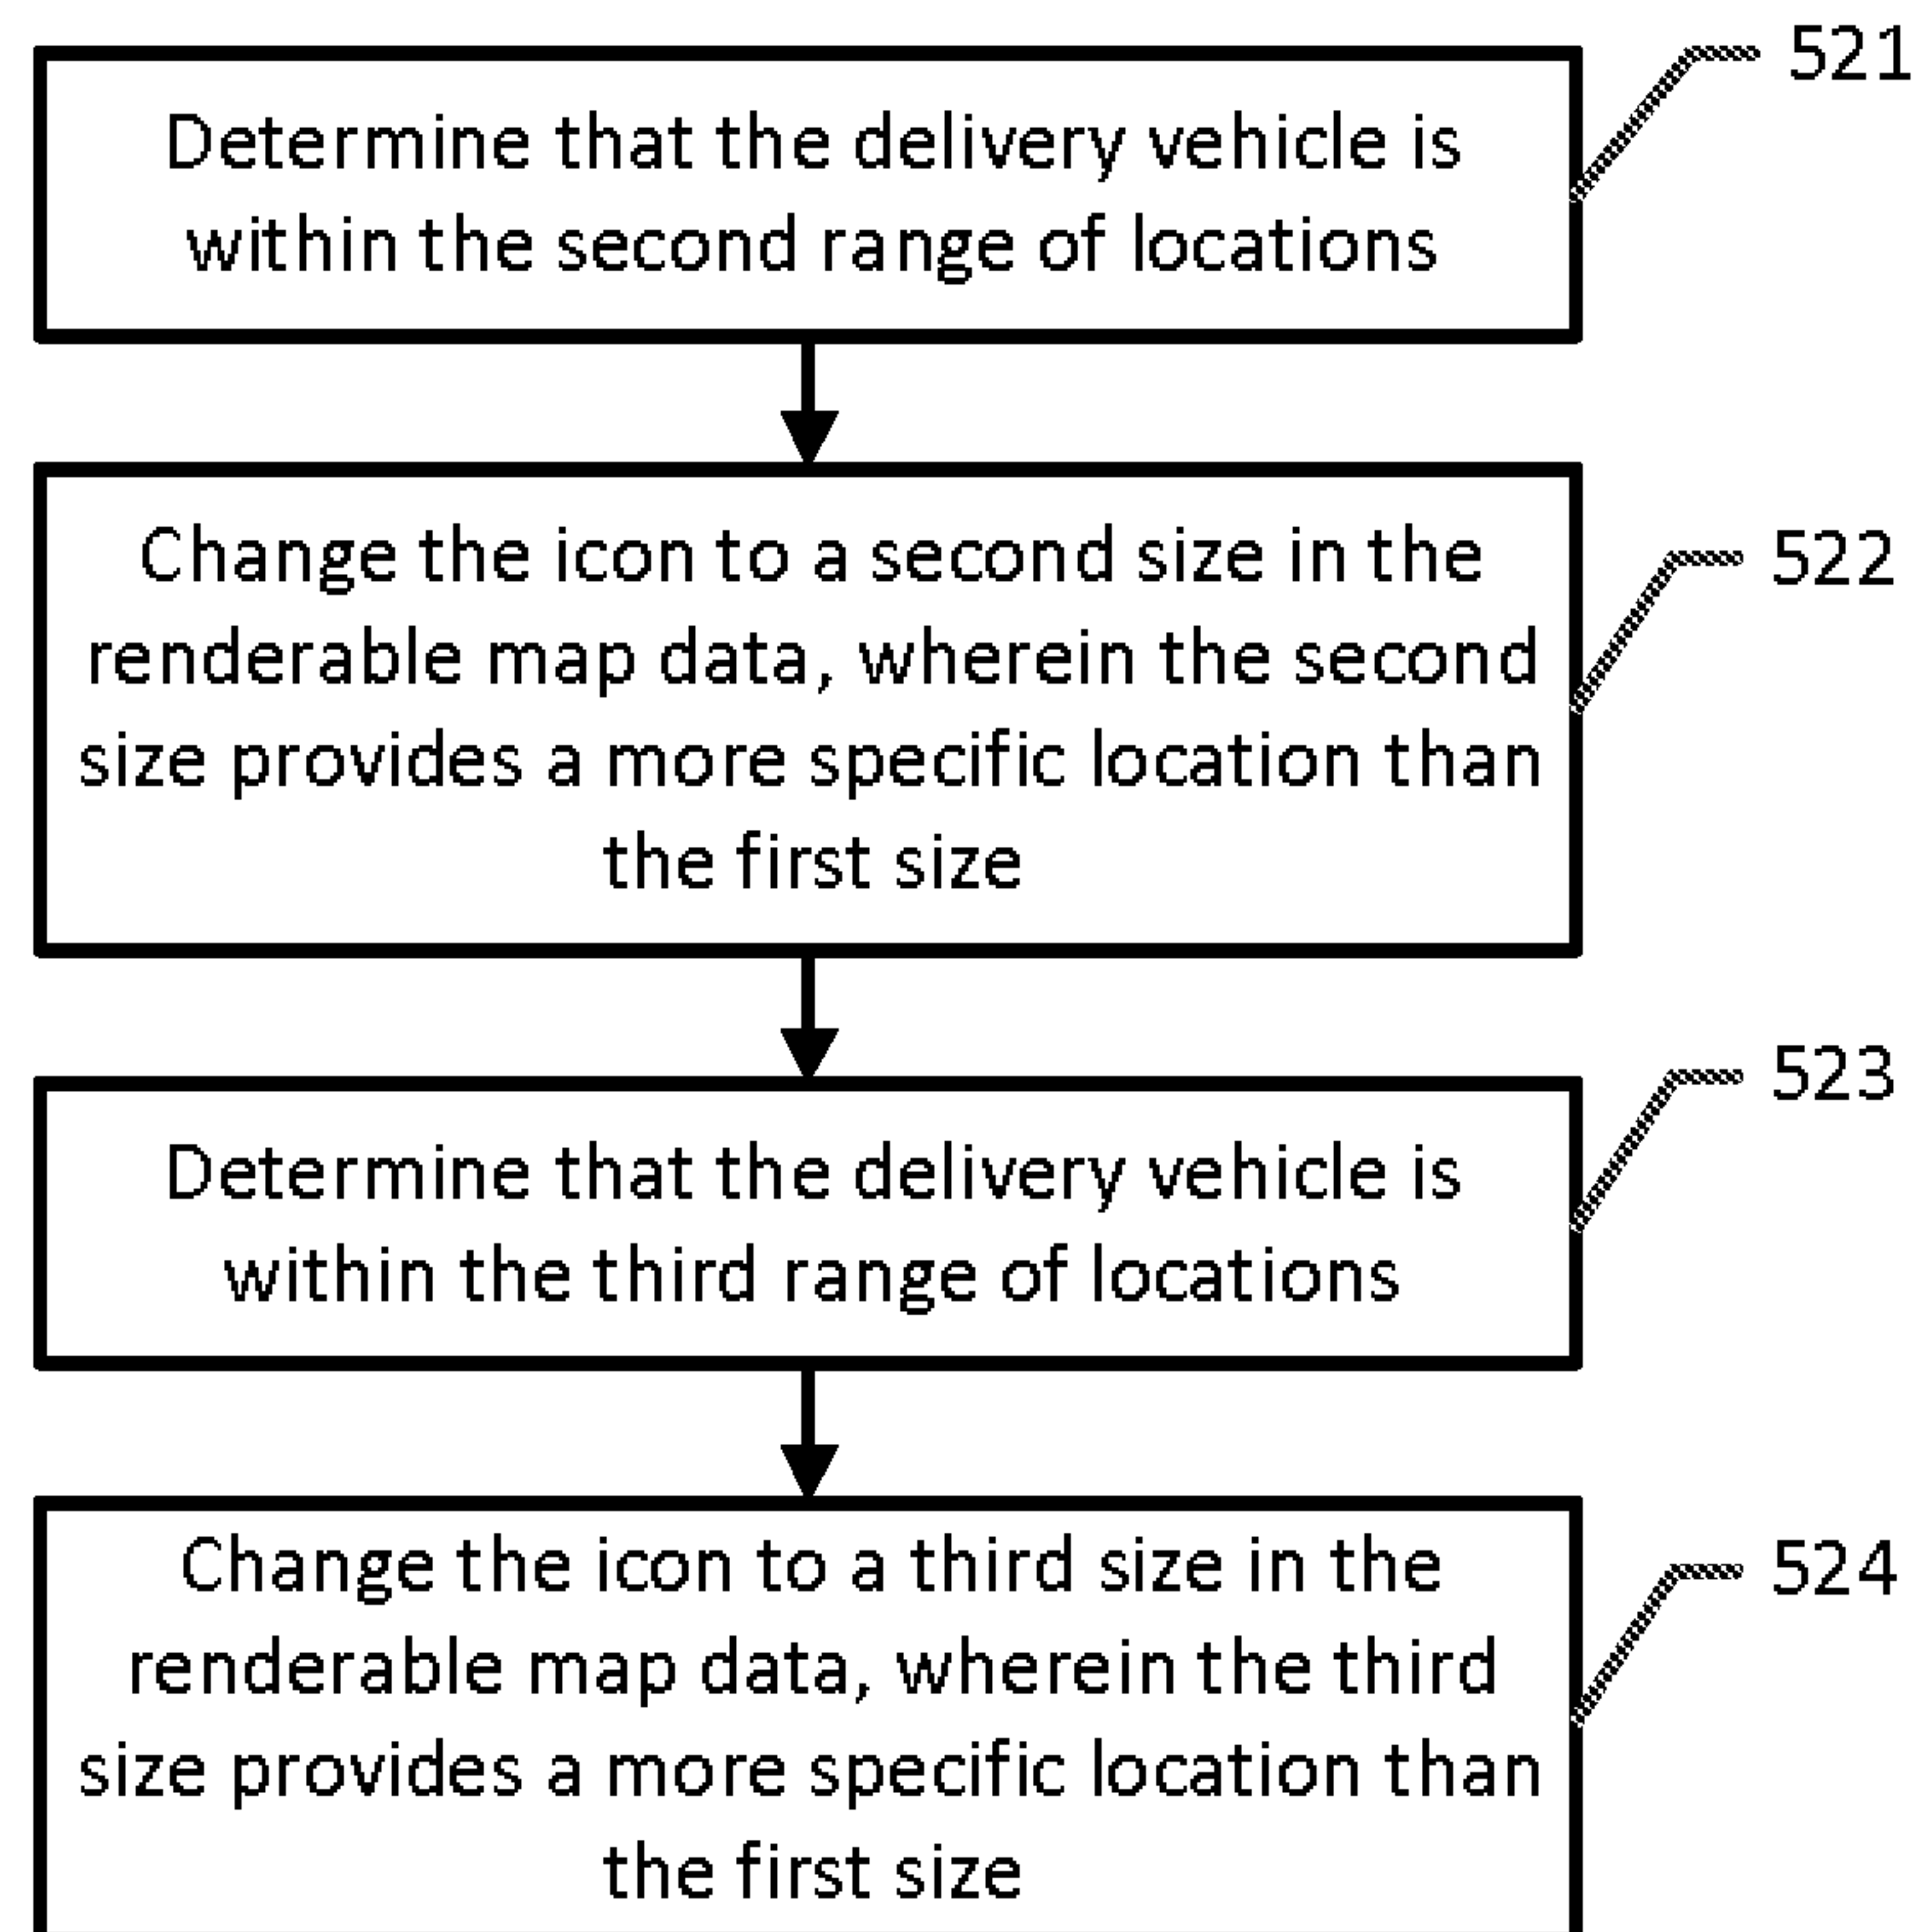 521
Determine that the delivery vehicle is
within the second range of locations
522
Change the icon to a second size in the
renderable map data, wherein the second
size provides a more specific location than
the first size
523
Determine that the delivery vehicle is
within the third range of locations
524
Change the icon to a third size in the
renderable map data, wherein the third
size provides a more specific location than
the first size